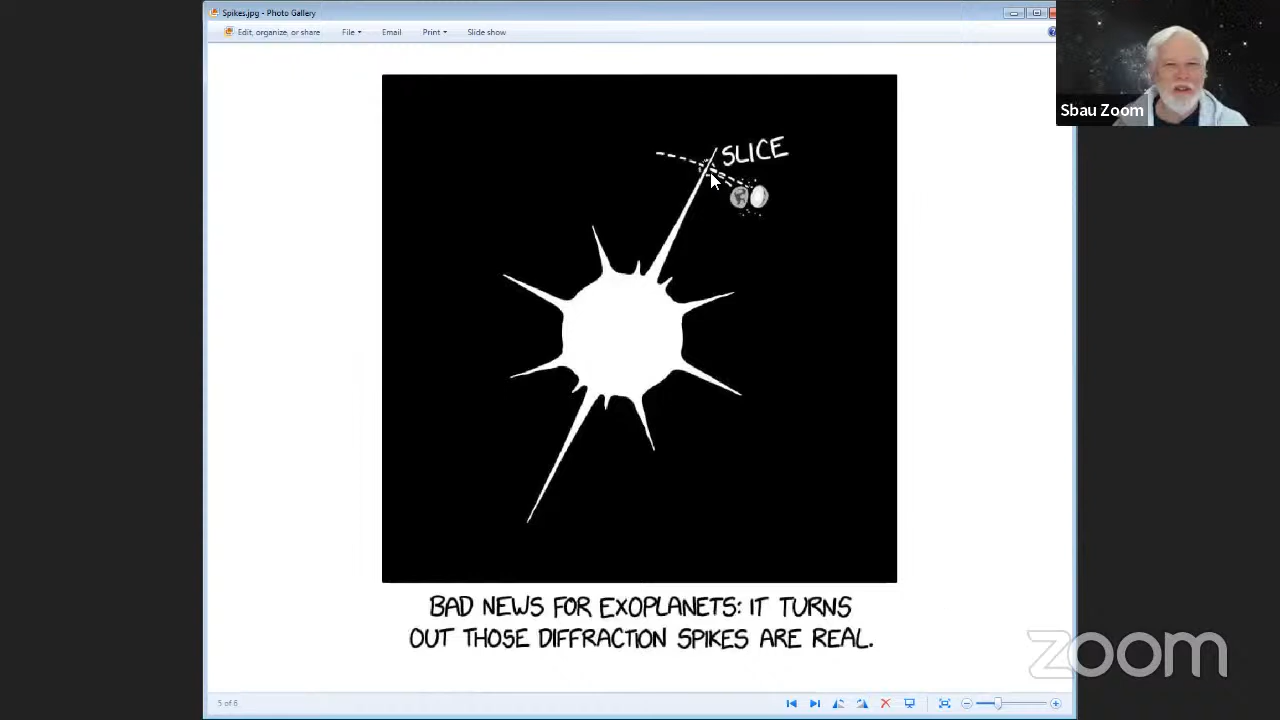 Spikes.jpg - Photo Gallery
Edit, organize, or share File Email Print Slide show
Sbau Zoom
SLICE
BAD NEWS FOR EXOPLANETS: IT TURNS
OUT THOSE DIFFRACTION SPIKES ARE REAL.
zoom
5 of 6